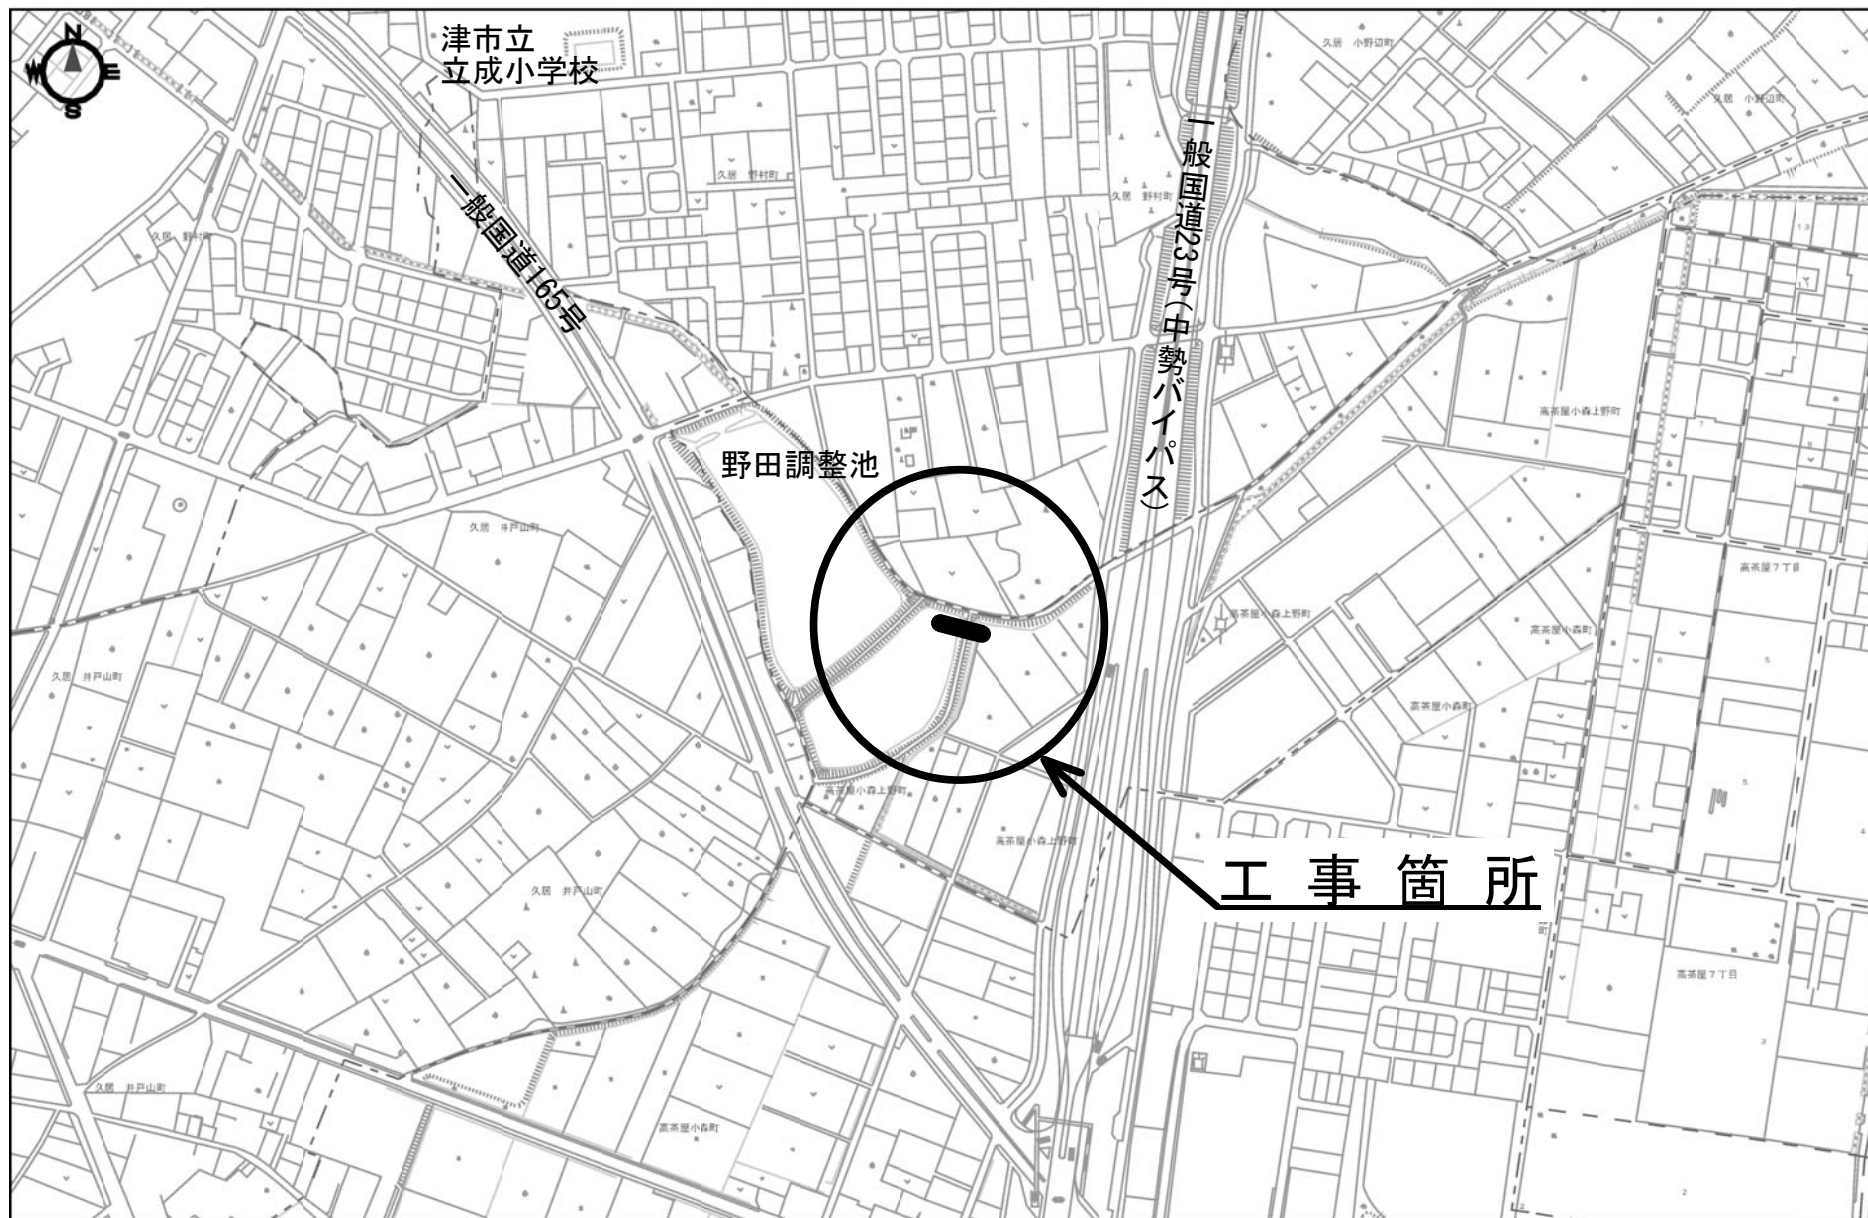 N
W
E
S
津市立
立成小学校
久居 小野辺町
久居 小野辺町
一般国道165号
一般国道23号(中勢バイパス)
久居 野村町
久居 野村町
久居 野村町
13
高茶屋小森上野町
野田調整池
久居 井戸山町
高茶屋7丁目
高茶屋小森上野町
高茶屋小森町
久居 井戸山町
高茶屋小森町
5
5
高茶屋小森上野町
高茶屋小森上野町
工事箇所
久居 井戸山町
町
高茶屋7丁目
3
久居 井戸山町
高茶屋小森町
2